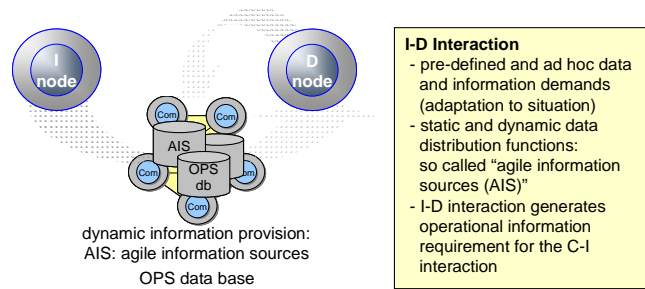 I
node
D
node
Com
Com
AIS
OPS
db
Com
Com
Com
dynamic information provision:
AIS: agile information sources
OPS data base
I-D Interaction
- pre-defined and ad hoc data
and information demands
(adaptation to situation)
- static and dynamic data
distribution functions:
so called “agile information
sources (AIS)”
- I-D interaction generates
operational information
requirement for the C-I
interaction